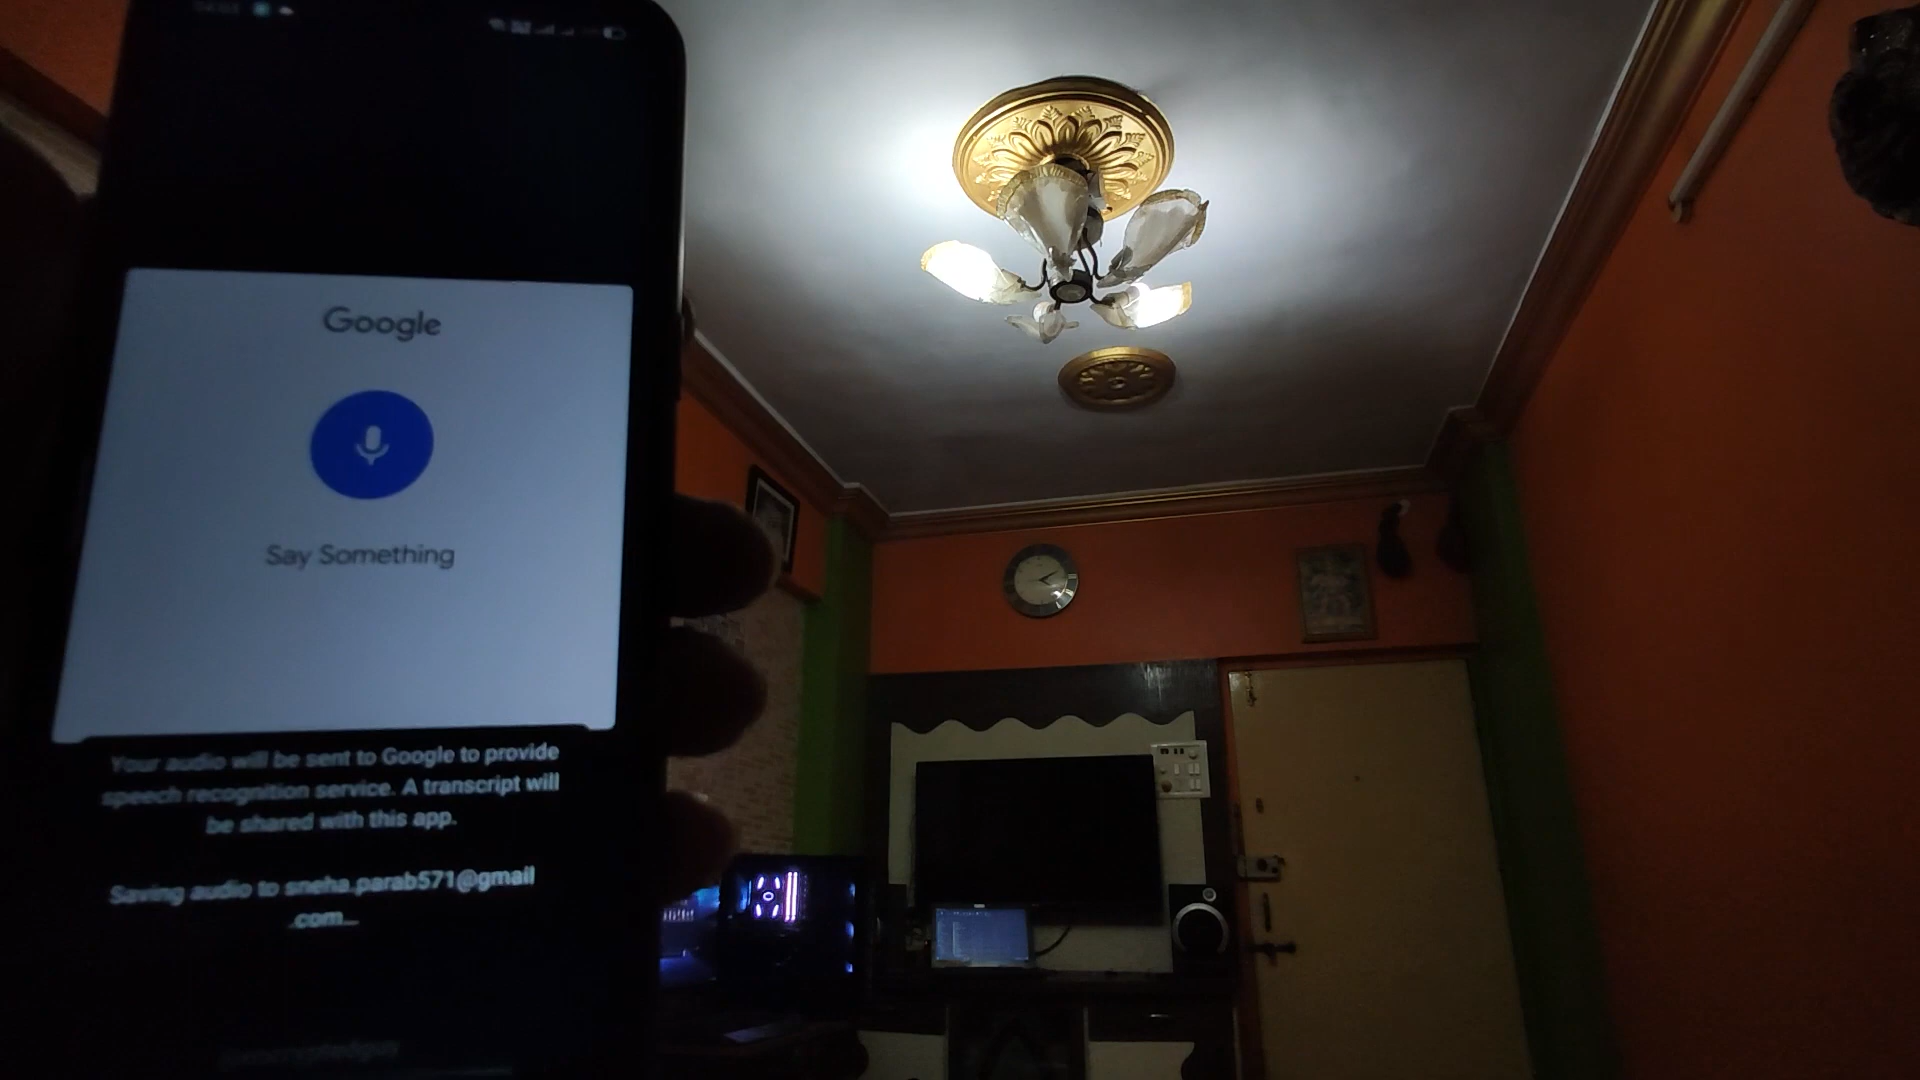 Google
Say Something
Your audio will be sent to Google to provide
speech recognition service. A transcript will
be shared with this app.
Saving audio to sneha.parab571@gmail
.com...